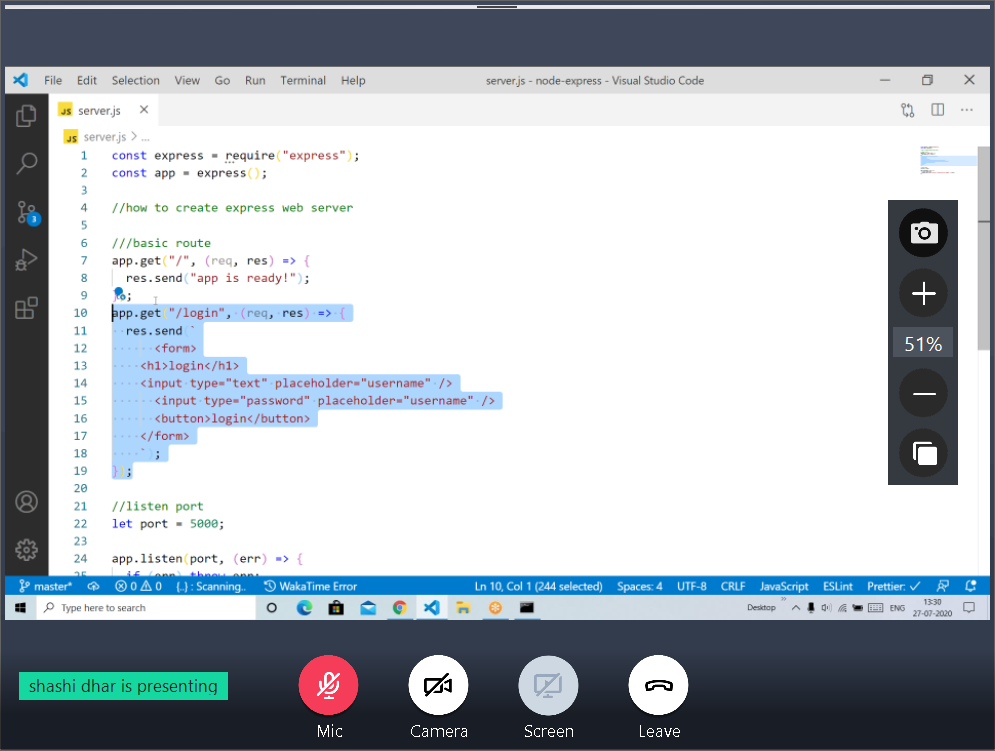 File Edit Selection View Go Run Terminal Help server.js - node-express - Visual Studio Code
JS server.js
JS server.js > ...
1 const express = require("express");
2 const app = express();
3
4 //how to create express web server
5
6 ///basic route
7 app.get("/", (req, res) => {
8 res.send("app is ready!");
9 });
10 app.get("/login", (req, res) => {
11 res.send(`
12 <form>
13 <h1>login</h1>
14 <input type="text" placeholder="username" />
15 <input type="password" placeholder="username" />
16 <button>login</button>
17 </form>
18 `);
19 });
20
21 //listen port
22 let port = 5000;
23
24 app.listen(port, (err) => {
25 if (err) throw err;
51%
3
master* 0 0 {..} : Scanning.. WakaTime Error Ln 10, Col 1 (244 selected) Spaces: 4 UTF-8 CRLF JavaScript ESLint Prettier: ✓
Type here to search Desktop ENG 13:30
27-07-2020
shashi dhar is presenting
Mic Camera Screen Leave